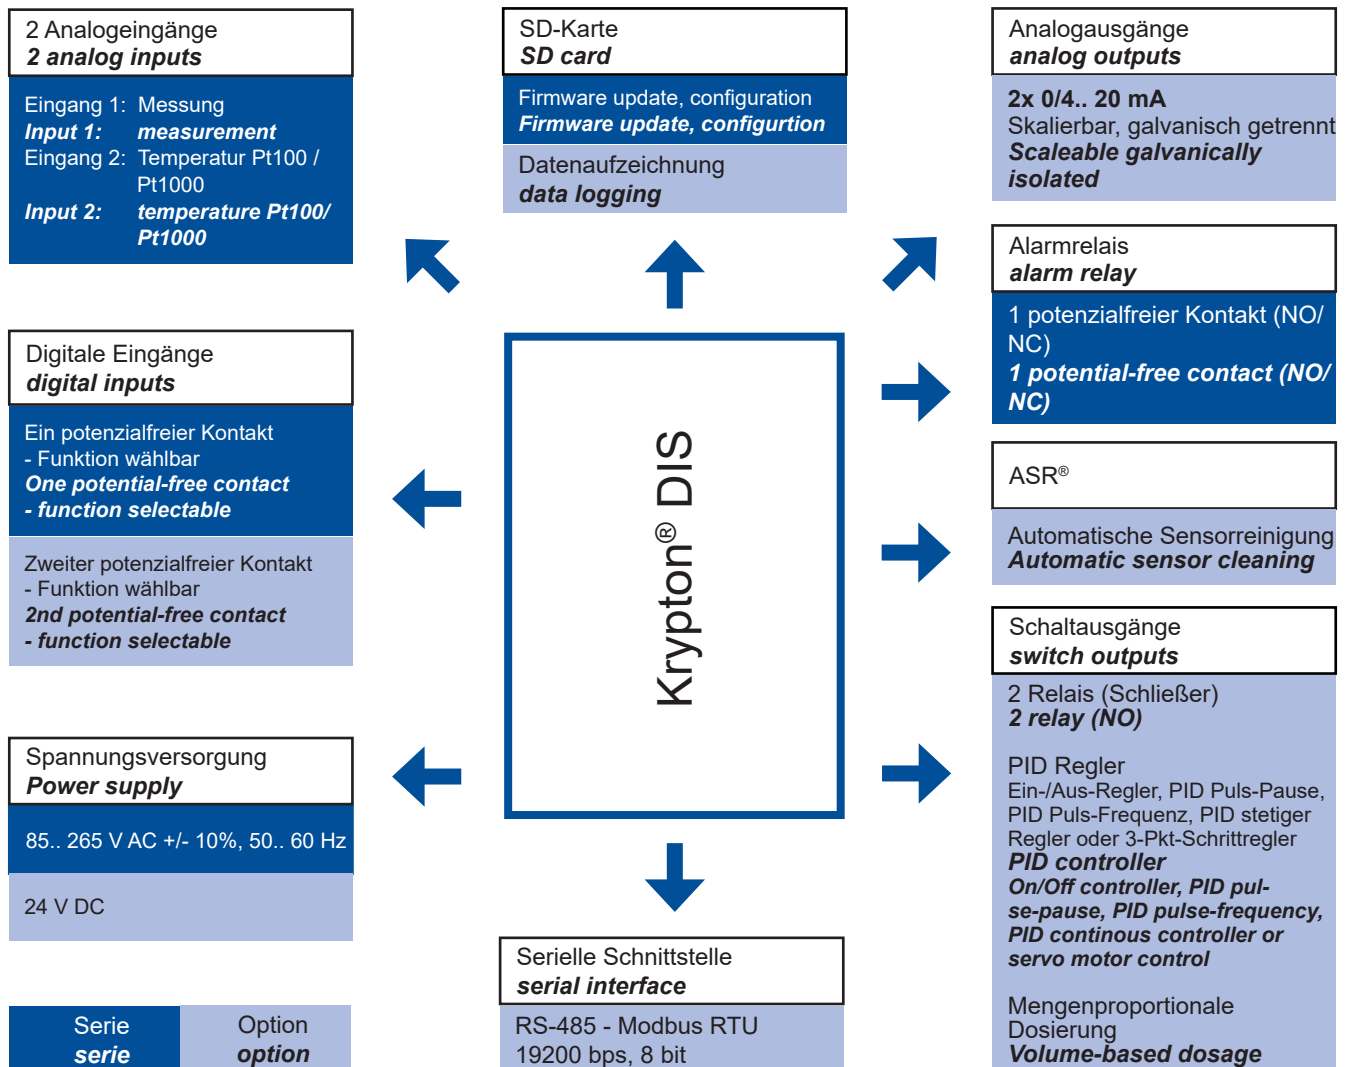 2 Analogeingänge
2 analog inputs
Eingang 1: Messung
Input 1: measurement
Eingang 2: Temperatur Pt100 /
Pt1000
Input 2: temperature Pt100/
Pt1000
Digitale Eingänge
digital inputs
Ein potenzialfreier Kontakt
- Funktion wählbar
One potential-free contact
- function selectable
Zweiter potenzialfreier Kontakt
- Funktion wählbar
2nd potential-free contact
- function selectable
Spannungsversorgung
Power supply
85.. 265 V AC +/- 10%, 50.. 60 Hz
24 V DC
Serie
serie
Option
option
SD-Karte
SD card
Firmware update, configuration
Firmware update, configurtion
Datenaufzeichnung
data logging
Krypton® DIS
Serielle Schnittstelle
serial interface
RS-485 - Modbus RTU
19200 bps, 8 bit
Analogausgänge
analog outputs
2x 0/4.. 20 mA
Skalierbar, galvanisch getrennt
Scaleable galvanically
isolated
Alarmrelais
alarm relay
1 potenzialfreier Kontakt (NO/
NC)
1 potential-free contact (NO/
NC)
ASR®
Automatische Sensorreinigung
Automatic sensor cleaning
Schaltausgänge
switch outputs
2 Relais (Schließer)
2 relay (NO)
PID Regler
Ein-/Aus-Regler, PID Puls-Pause,
PID Puls-Frequenz, PID stetiger
Regler oder 3-Pkt-Schrittregler
PID controller
On/Off controller, PID pul-
se-pause, PID pulse-frequency,
PID continous controller or
servo motor control
Mengenproportionale
Dosierung
Volume-based dosage